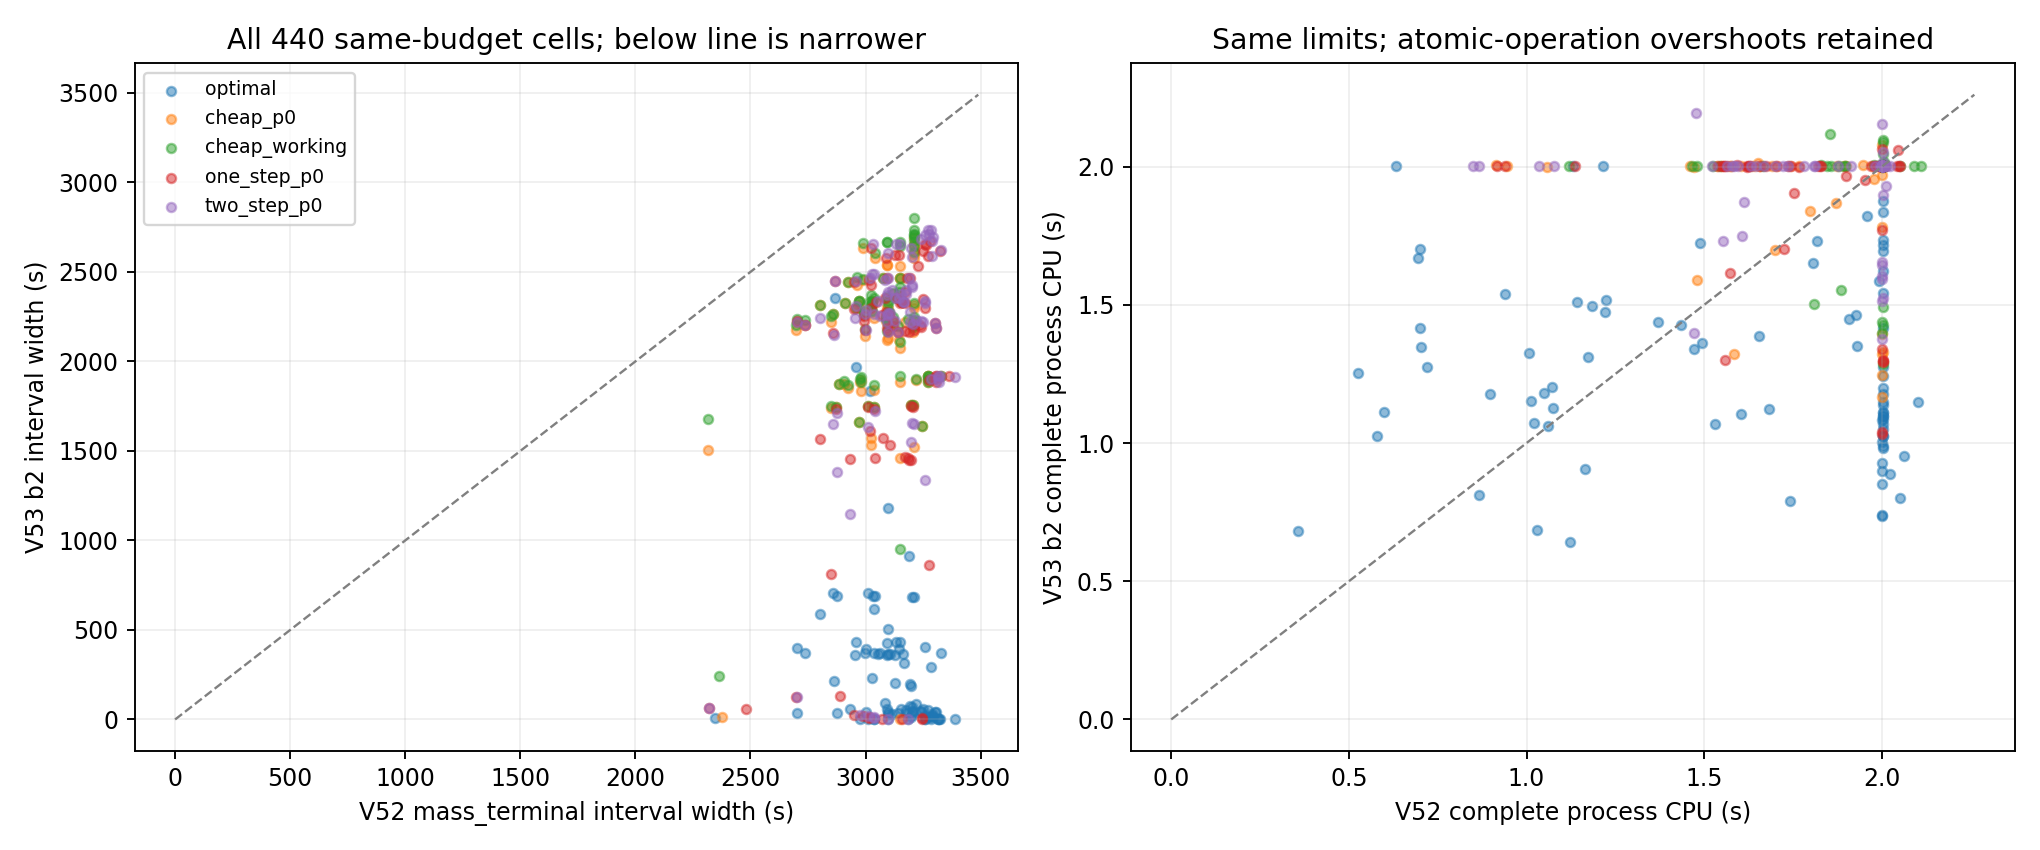 All 440 same-budget cells; below line is narrower
3500
3000
2500
2000
1500
1000
500
0
V53 b2 interval width (s)
optimal
cheap_p0
cheap_working
one_step_p0
two_step_p0
0 500 1000 1500 2000 2500 3000 3500
V52 mass_terminal interval width (s)
Same limits; atomic-operation overshoots retained
2.0
1.5
1.0
0.5
0.0
V53 b2 complete process CPU (s)
0.0 0.5 1.0 1.5 2.0
V52 complete process CPU (s)